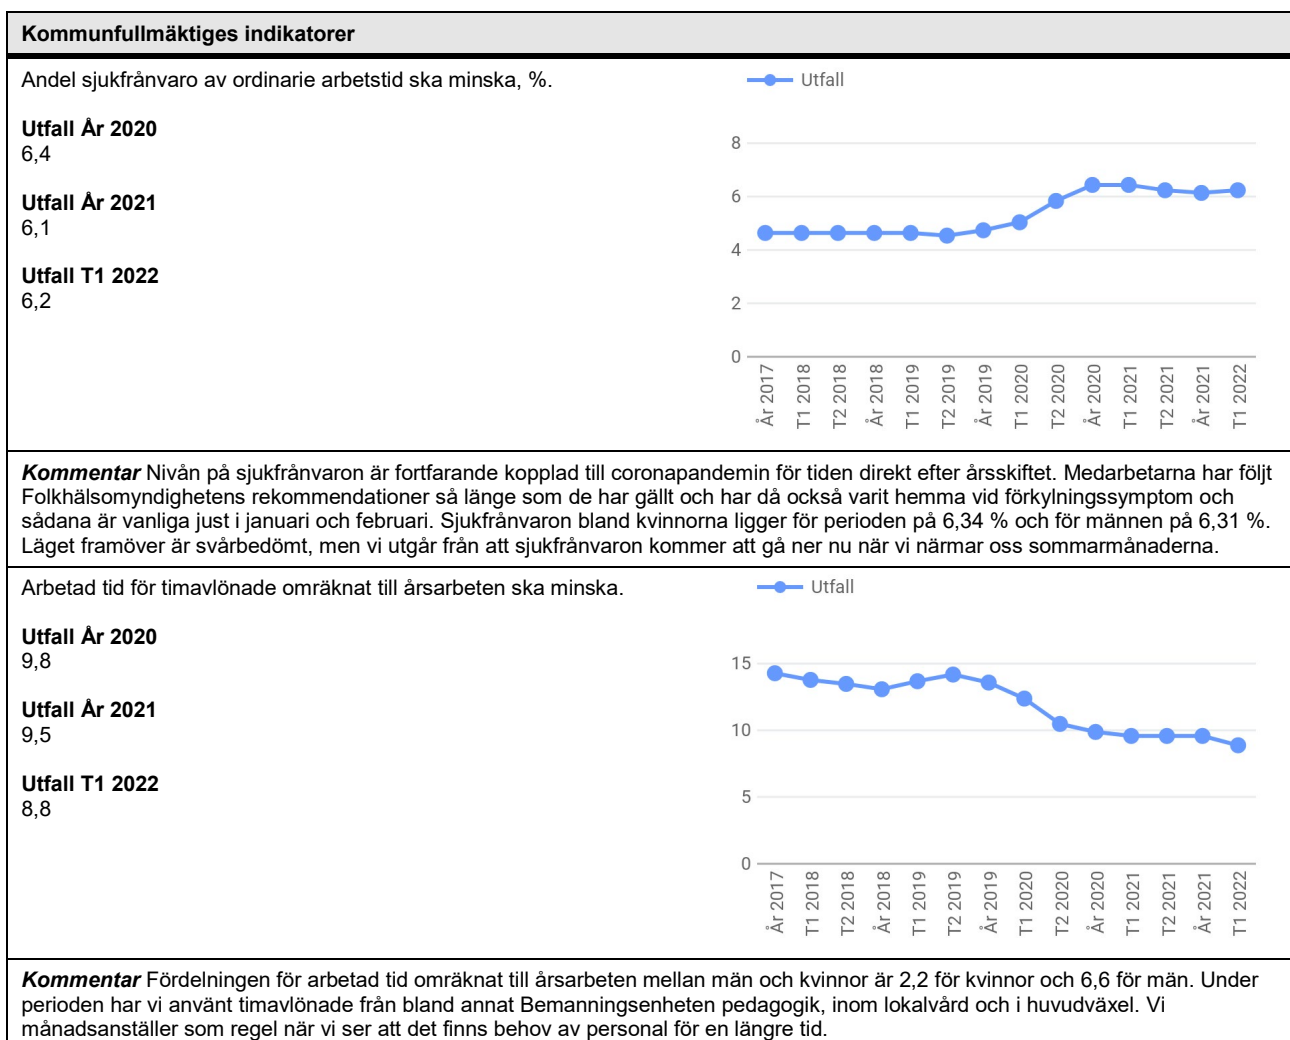 Kommunfullmäktiges indikatorer
Andel sjukfrånvaro av ordinarie arbetstid ska minska, %.
Utfall År 2020
6,4
Utfall År 2021
6,1
Utfall T1 2022
6,2
Utfall
8
6
4
2
0
År 2017
T1 2018
T2 2018
År 2018
T1 2019
T2 2019
År 2019
T1 2020
T2 2020
År 2020
T1 2021
T2 2021
År 2021
T1 2022
Kommentar Nivån på sjukfrånvaron är fortfarande kopplad till coronapandemin för tiden direkt efter årsskiftet. Medarbetarna har följt
Folkhälsomyndighetens rekommendationer så länge som de har gällt och har då också varit hemma vid förkylningssymptom och
sådana är vanliga just i januari och februari. Sjukfrånvaron bland kvinnorna ligger för perioden på 6,34 % och för männen på 6,31 %.
Läget framöver är svårbedömt, men vi utgår från att sjukfrånvaron kommer att gå ner nu när vi närmar oss sommarmånaderna.
Arbetad tid för timavlönade omräknat till årsarbeten ska minska.
Utfall År 2020
9,8
Utfall År 2021
9,5
Utfall T1 2022
8,8
Utfall
15
10
5
0
År 2017
T1 2018
T2 2018
År 2018
T1 2019
T2 2019
År 2019
T1 2020
T2 2020
År 2020
T1 2021
T2 2021
År 2021
T1 2022
Kommentar Fördelningen för arbetad tid omräknat till årsarbeten mellan män och kvinnor är 2,2 för kvinnor och 6,6 för män. Under
perioden har vi använt timavlönade från bland annat Bemanningsenheten pedagogik, inom lokalvård och i huvudväxel. Vi
månadsanställer som regel när vi ser att det finns behov av personal för en längre tid.